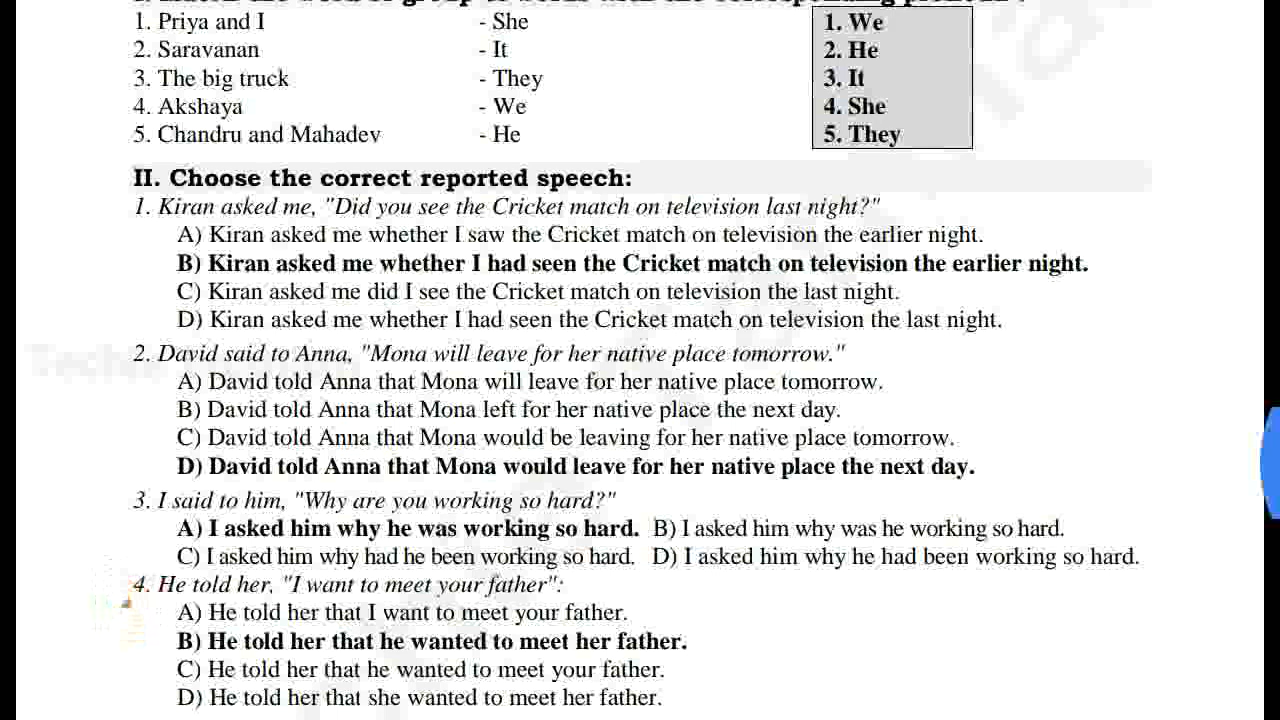 1. Priya and I - She 1. We
2. Saravanan - It 2. He
3. The big truck - They 3. It
4. Akshaya - We 4. She
5. Chandru and Mahadev - He 5. They
II. Choose the correct reported speech:
1. Kiran asked me, "Did you see the Cricket match on television last night?"
A) Kiran asked me whether I saw the Cricket match on television the earlier night.
B) Kiran asked me whether I had seen the Cricket match on television the earlier night.
C) Kiran asked me did I see the Cricket match on television the last night.
D) Kiran asked me whether I had seen the Cricket match on television the last night.
2. David said to Anna, "Mona will leave for her native place tomorrow."
A) David told Anna that Mona will leave for her native place tomorrow.
B) David told Anna that Mona left for her native place the next day.
C) David told Anna that Mona would be leaving for her native place tomorrow.
D) David told Anna that Mona would leave for her native place the next day.
3. I said to him, "Why are you working so hard?"
A) I asked him why he was working so hard. B) I asked him why was he working so hard.
C) I asked him why had he been working so hard. D) I asked him why he had been working so hard.
4. He told her, "I want to meet your father":
A) He told her that I want to meet your father.
B) He told her that he wanted to meet her father.
C) He told her that he wanted to meet your father.
D) He told her that she wanted to meet her father.